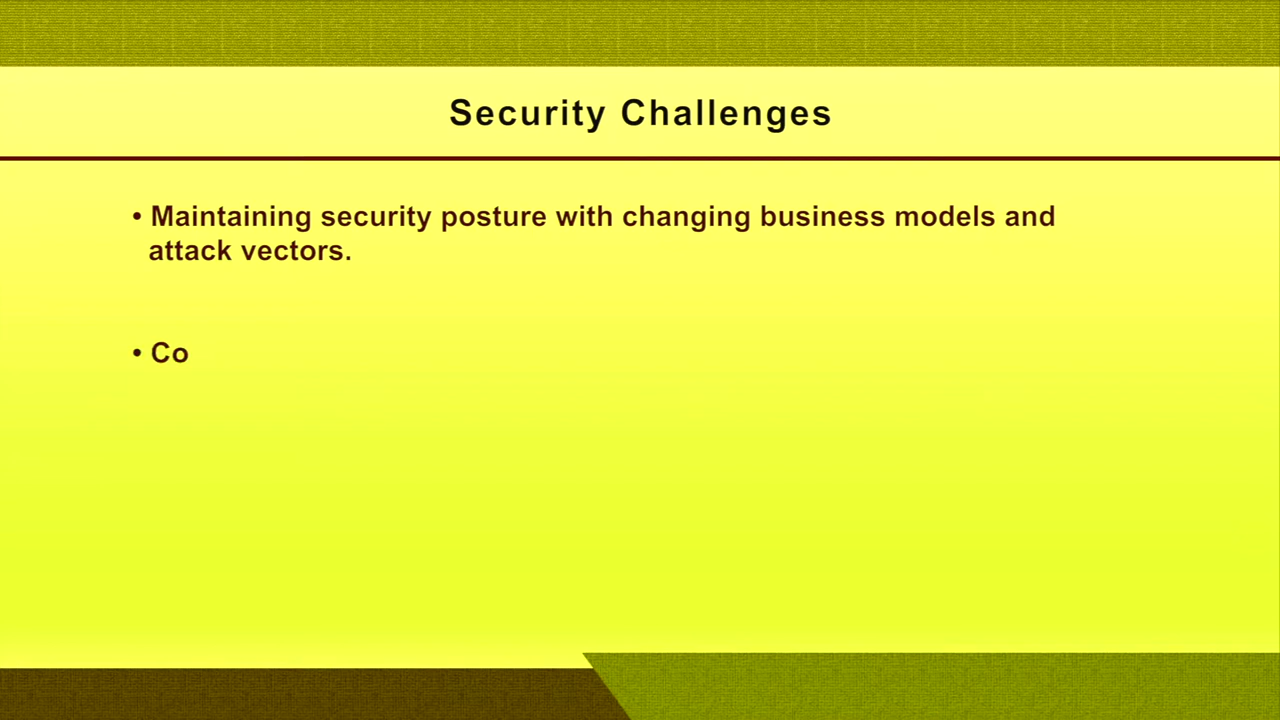 Security Challenges
• Maintaining security posture with changing business models and
attack vectors.
• Co